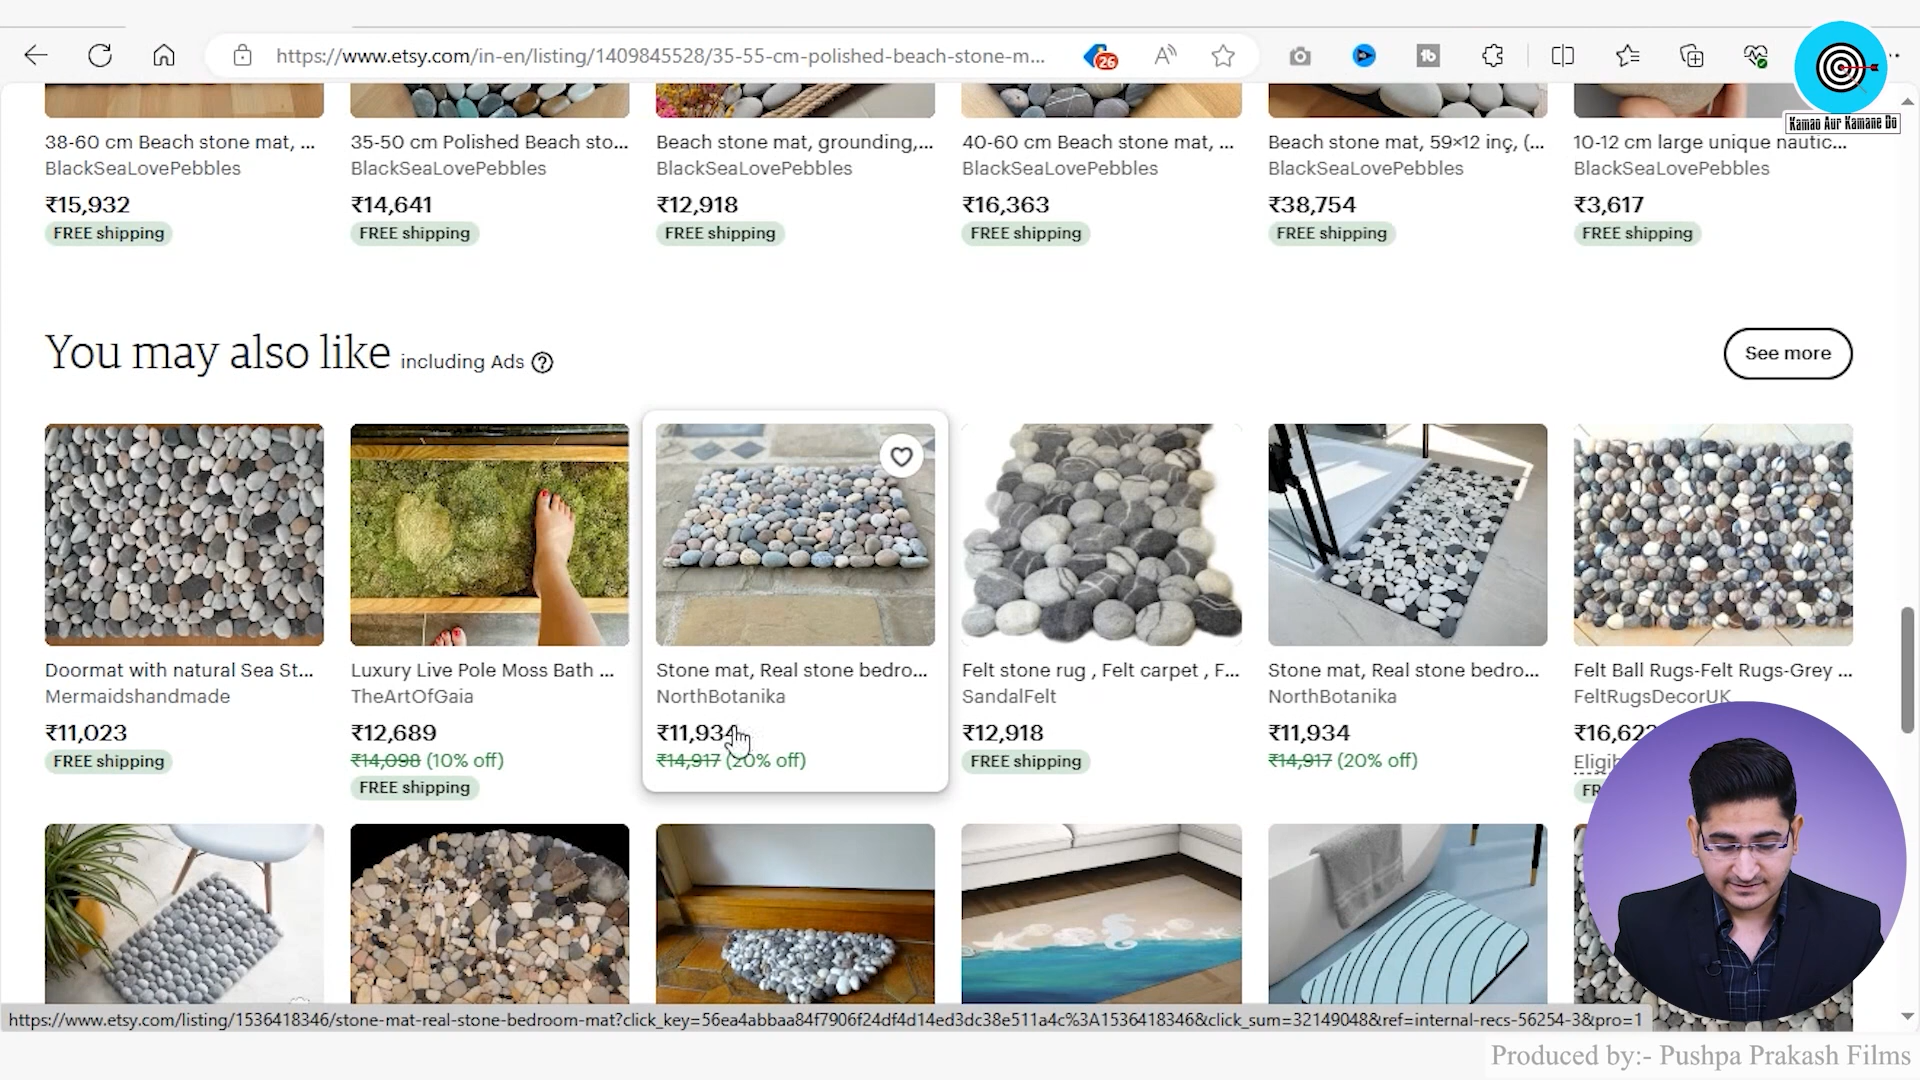 https://www.etsy.com/in-en/listing/1409845528/35-55-cm-polished-beach-stone-m...
26
Kamao Aur Kamane Do
38-60 cm Beach stone mat, ...
BlackSeaLovePebbles
₹15,932
FREE shipping
35-50 cm Polished Beach sto...
BlackSeaLovePebbles
₹14,641
FREE shipping
Beach stone mat, grounding,...
BlackSeaLovePebbles
₹12,918
FREE shipping
40-60 cm Beach stone mat, ...
BlackSeaLovePebbles
₹16,363
FREE shipping
Beach stone mat, 59×12 inç, (...
BlackSeaLovePebbles
₹38,754
FREE shipping
10-12 cm large unique nautic...
BlackSeaLovePebbles
₹3,617
FREE shipping
You may also like including Ads
See more
Doormat with natural Sea St...
Mermaidshandmade
₹11,023
FREE shipping
Luxury Live Pole Moss Bath ...
TheArtOfGaia
₹12,689
₹14,098 (10% off)
FREE shipping
Stone mat, Real stone bedro...
NorthBotanika
₹11,934
₹14,917 (20% off)
Felt stone rug , Felt carpet , F...
SandalFelt
₹12,918
FREE shipping
Stone mat, Real stone bedro...
NorthBotanika
₹11,934
₹14,917 (20% off)
Felt Ball Rugs-Felt Rugs-Grey ...
FeltRugsDecorUK
₹16,622
https://www.etsy.com/listing/1536418346/stone-mat-real-stone-bedroom-mat?click_key=56ea4abbaa84f7906f24df4d14ed3dc38e511a4c%3A1536418346&click_sum=32149048&ref=internal-recs-56254-3&pro=1
Produced by:- Pushpa Prakash Films